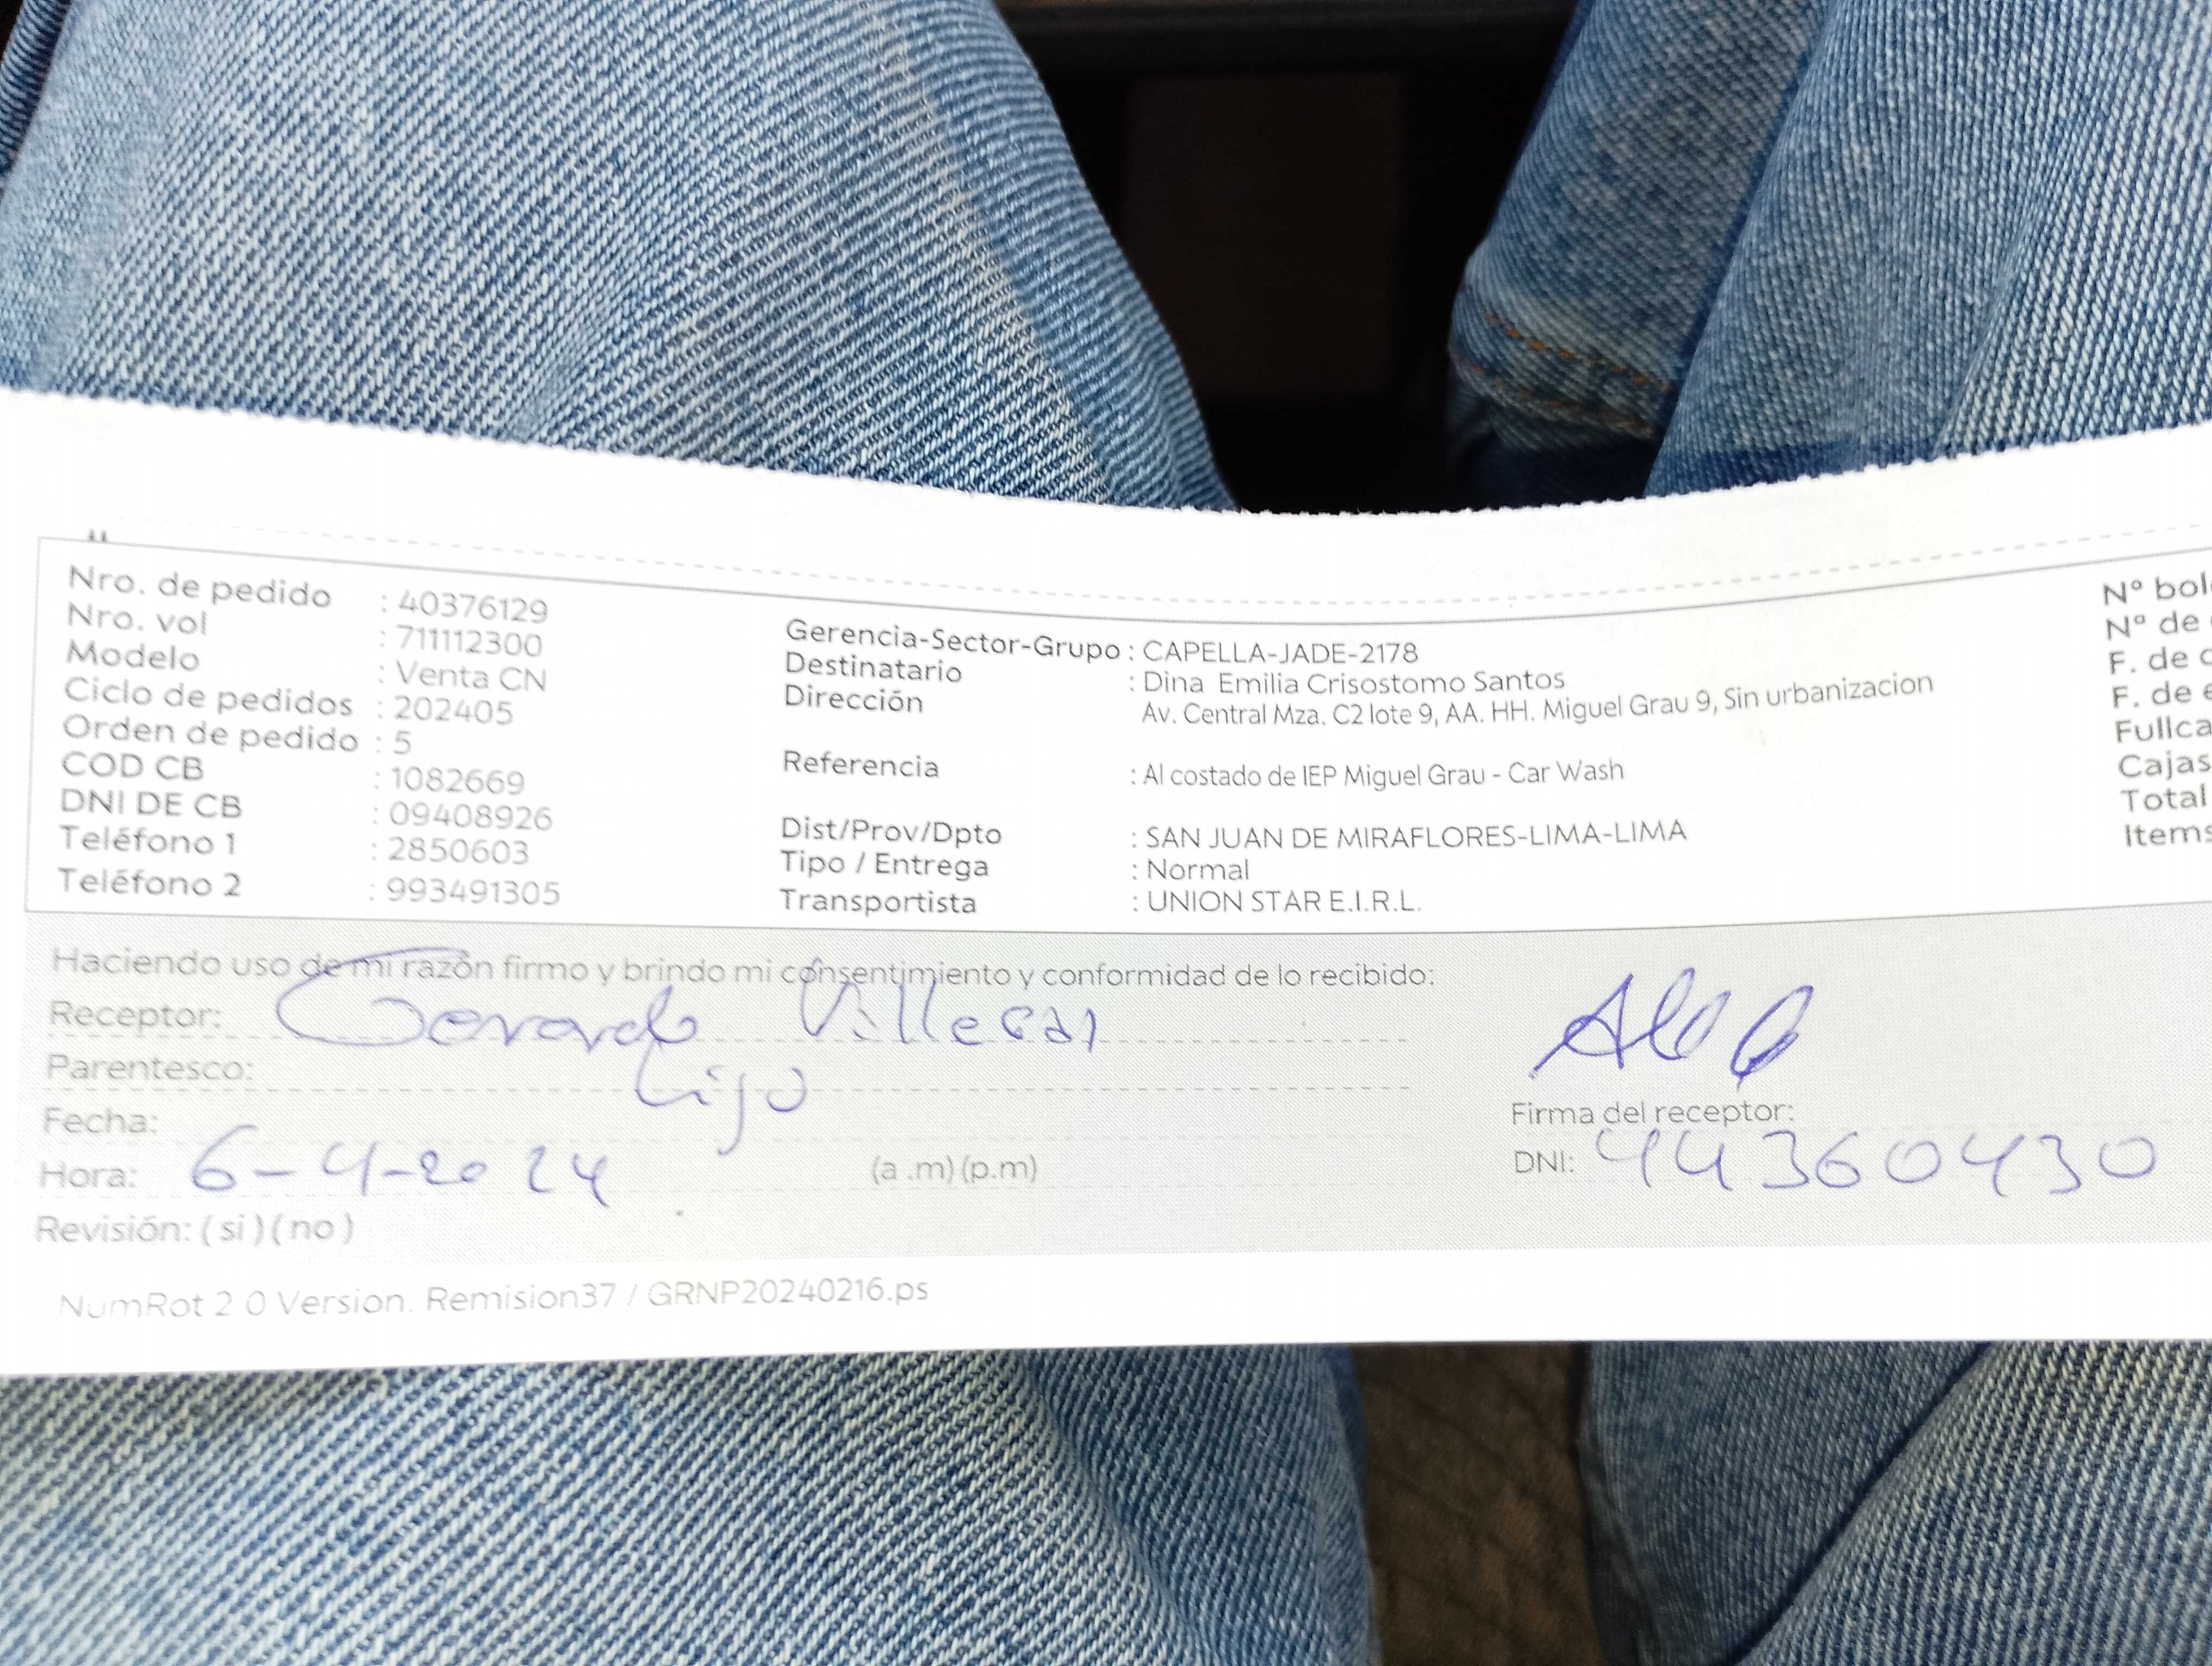 Nro. de pedido : 40376129
Nro. vol : 711112300
Modelo : Venta CN
Ciclo de pedidos : 202405
Orden de pedido : 5
COD CB : 1082669
DNI DE CB : 09408926
Teléfono 1 : 2850603
Teléfono 2 : 993491305
Gerencia-Sector-Grupo : CAPELLA-JADE-2178
Destinatario : Dina Emilia Crisostomo Santos
Dirección Av. Central Mza. C2 lote 9, AA. HH. Miguel Grau 9, Sin urbanizacion
Referencia : Al costado de IEP Miguel Grau - Car Wash
Dist/Prov/Dpto : SAN JUAN DE MIRAFLORES-LIMA-LIMA
Tipo / Entrega : Normal
Transportista : UNION STAR E.I.R.L.
Nº bol
Nº de
F. de
F. de
Fullca
Cajas
Total
Items
Haciendo uso de mi razón firmo y brindo mi consentimiento y conformidad de lo recibido:
Receptor: Gerardo
Parentesco: hijo
Fecha:
Hora: 6-4-2024 (a .m) (p.m)
Revisión: ( si ) ( no )
Firma del receptor:
DNI: 44360430
NumRot 2 0 Version. Remision37 / GRNP20240216.ps